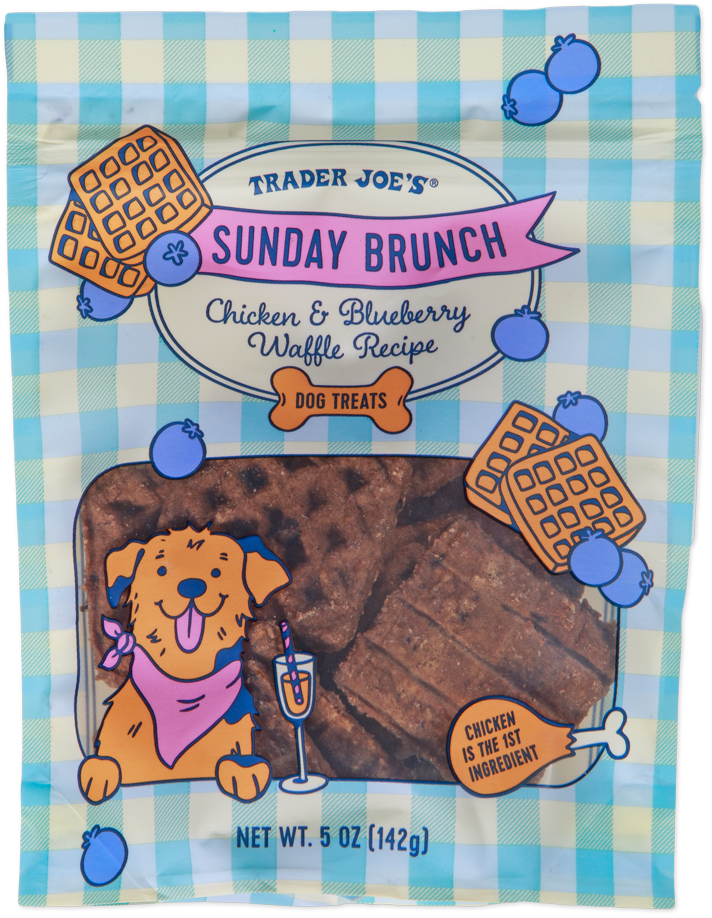 TRADER JOE'S®
SUNDAY BRUNCH
Chicken & Blueberry
Waffle Recipe
DOG TREATS
CHICKEN
IS THE 1ST
INGREDIENT
NET WT. 5 OZ (142g)